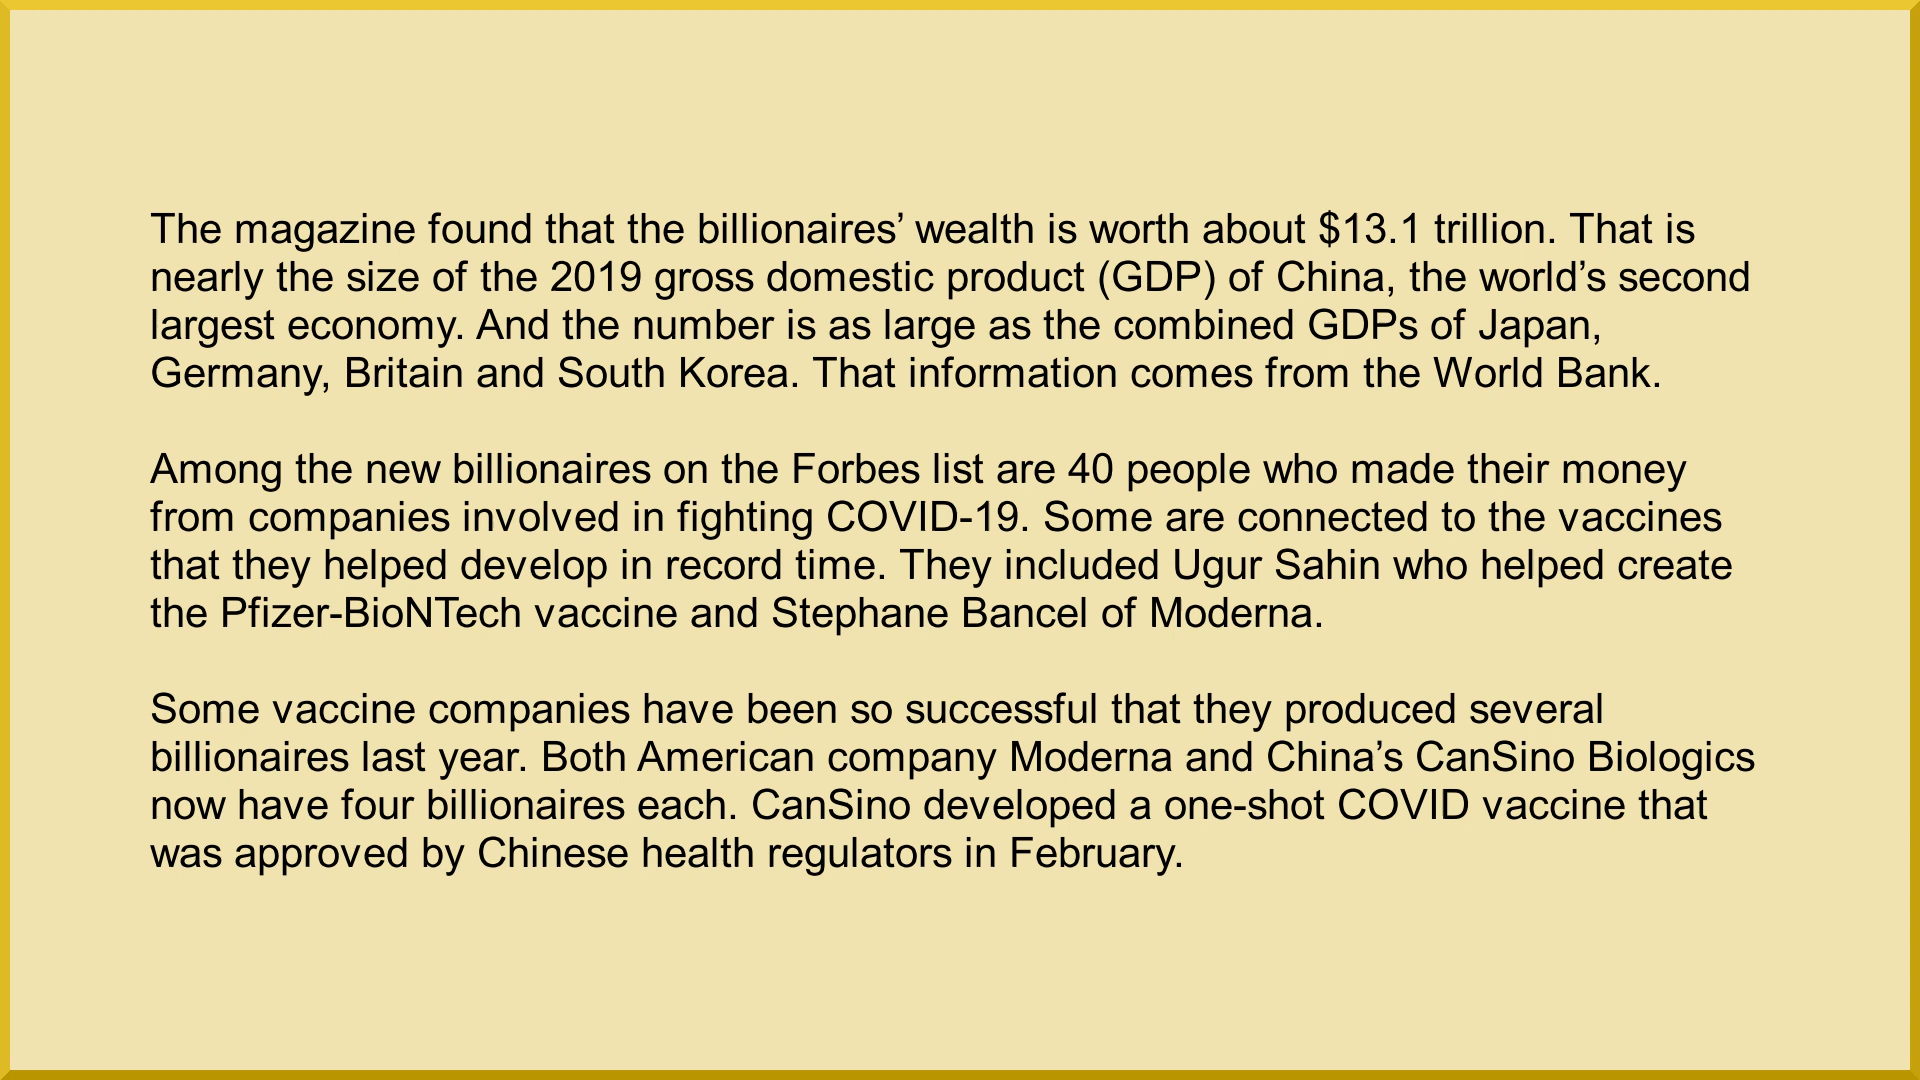 The magazine found that the billionaires’ wealth is worth about $13.1 trillion. That is
nearly the size of the 2019 gross domestic product (GDP) of China, the world’s second
largest economy. And the number is as large as the combined GDPs of Japan,
Germany, Britain and South Korea. That information comes from the World Bank.
Among the new billionaires on the Forbes list are 40 people who made their money
from companies involved in fighting COVID-19. Some are connected to the vaccines
that they helped develop in record time. They included Ugur Sahin who helped create
the Pfizer-BioNTech vaccine and Stephane Bancel of Moderna.
Some vaccine companies have been so successful that they produced several
billionaires last year. Both American company Moderna and China’s CanSino Biologics
now have four billionaires each. CanSino developed a one-shot COVID vaccine that
was approved by Chinese health regulators in February.